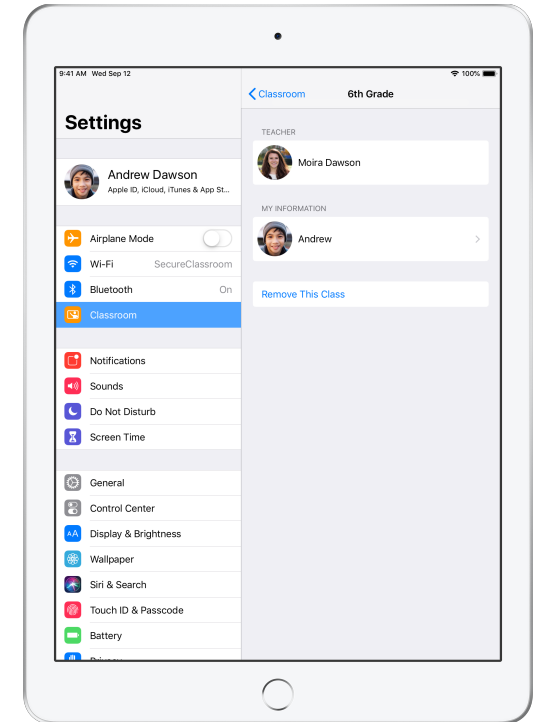 9:41 AM Wed Sep 12
100%
Settings
Andrew Dawson
Apple ID, iCloud, iTunes & App St...
Airplane Mode
Wi-Fi SecureClassroom
Bluetooth On
Classroom
Notifications
Sounds
Do Not Disturb
Screen Time
General
Control Center
AA Display & Brightness
Wallpaper
Siri & Search
Touch ID & Passcode
Battery
Classroom 6th Grade
TEACHER
Moira Dawson
MY INFORMATION
Andrew
Remove This Class